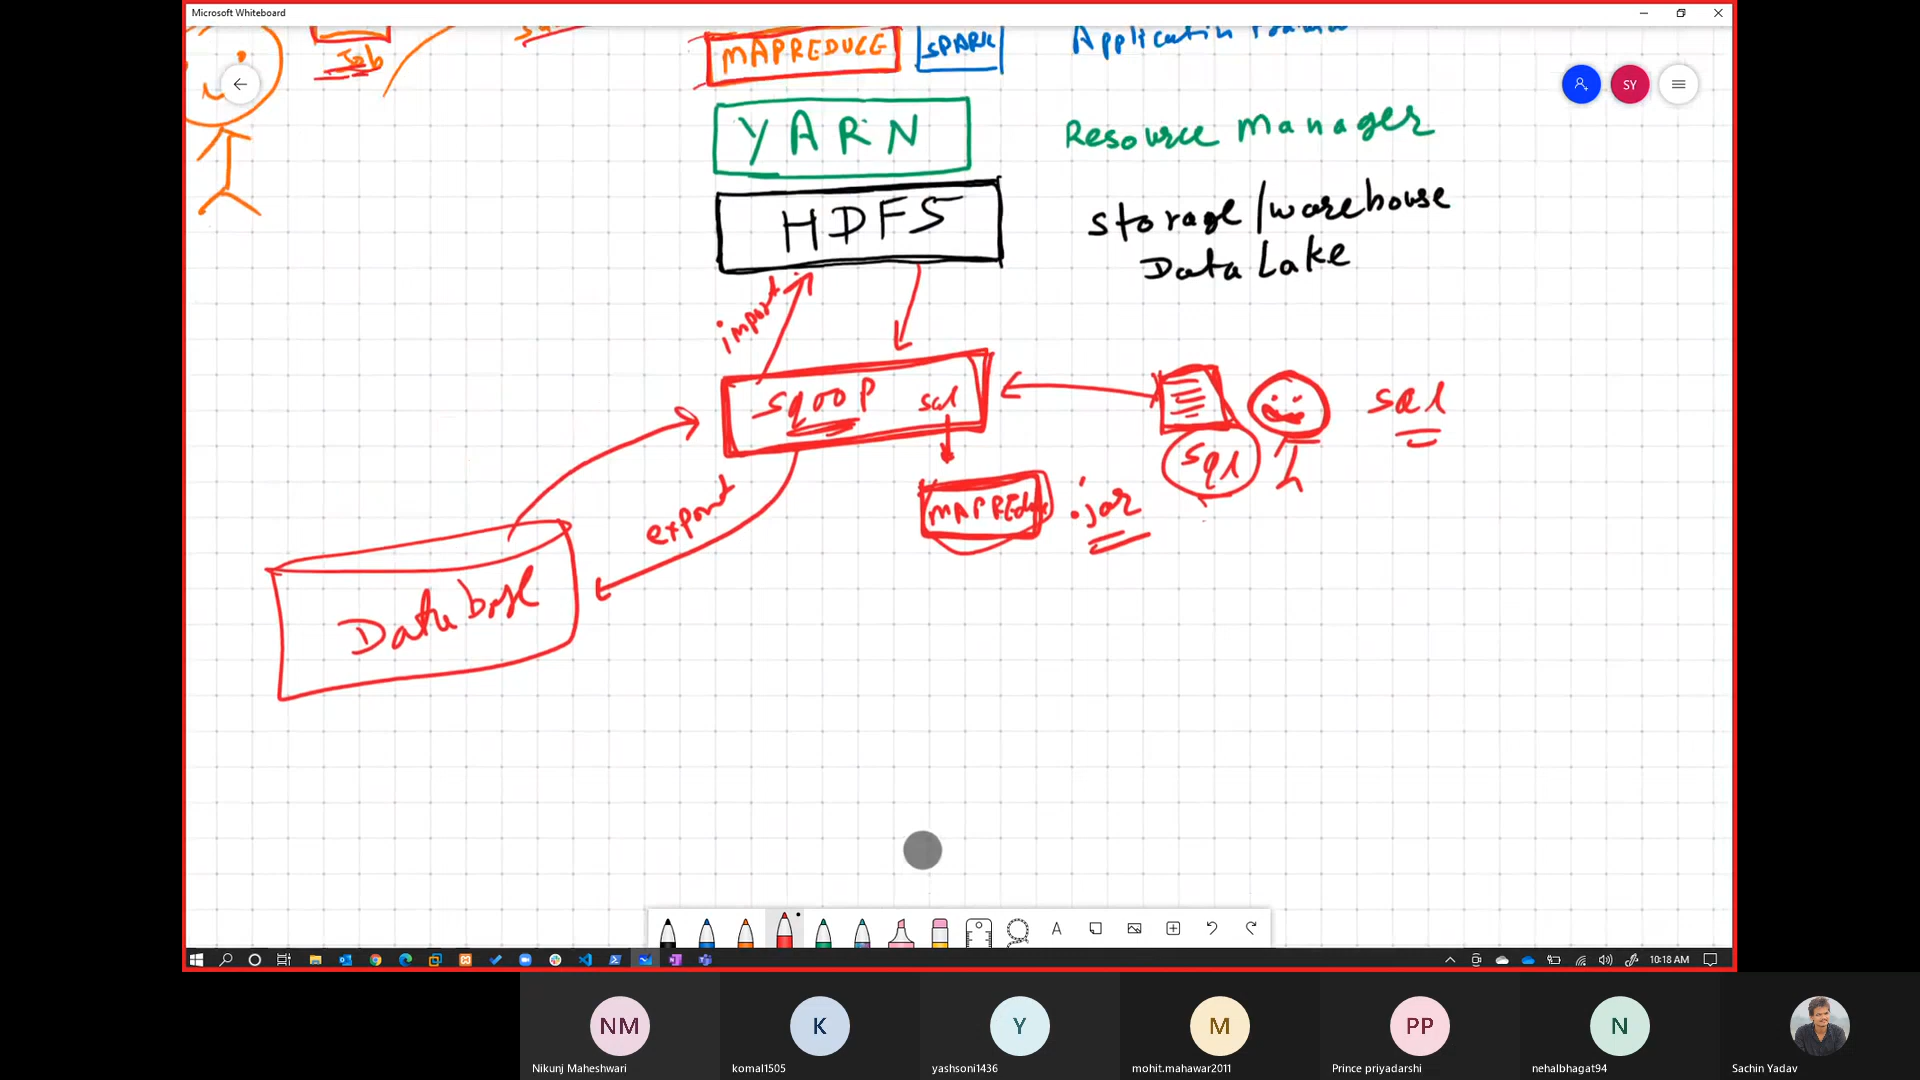 Microsoft Whiteboard
Job
MAPREDUCE
SPARK
Application
SY
YARN
Resource Manager
HDFS
Storage/warehouse
Data Lake
import
sqoop sql
sql
sql
export
MAPREduce .jar
Database
10:18 AM
NM
K
Y
M
PP
N
Nikunj Maheshwari
komal1505
yashsoni1436
mohit.mahawar2011
Prince priyadarshi
nehalbhagat94
Sachin Yadav